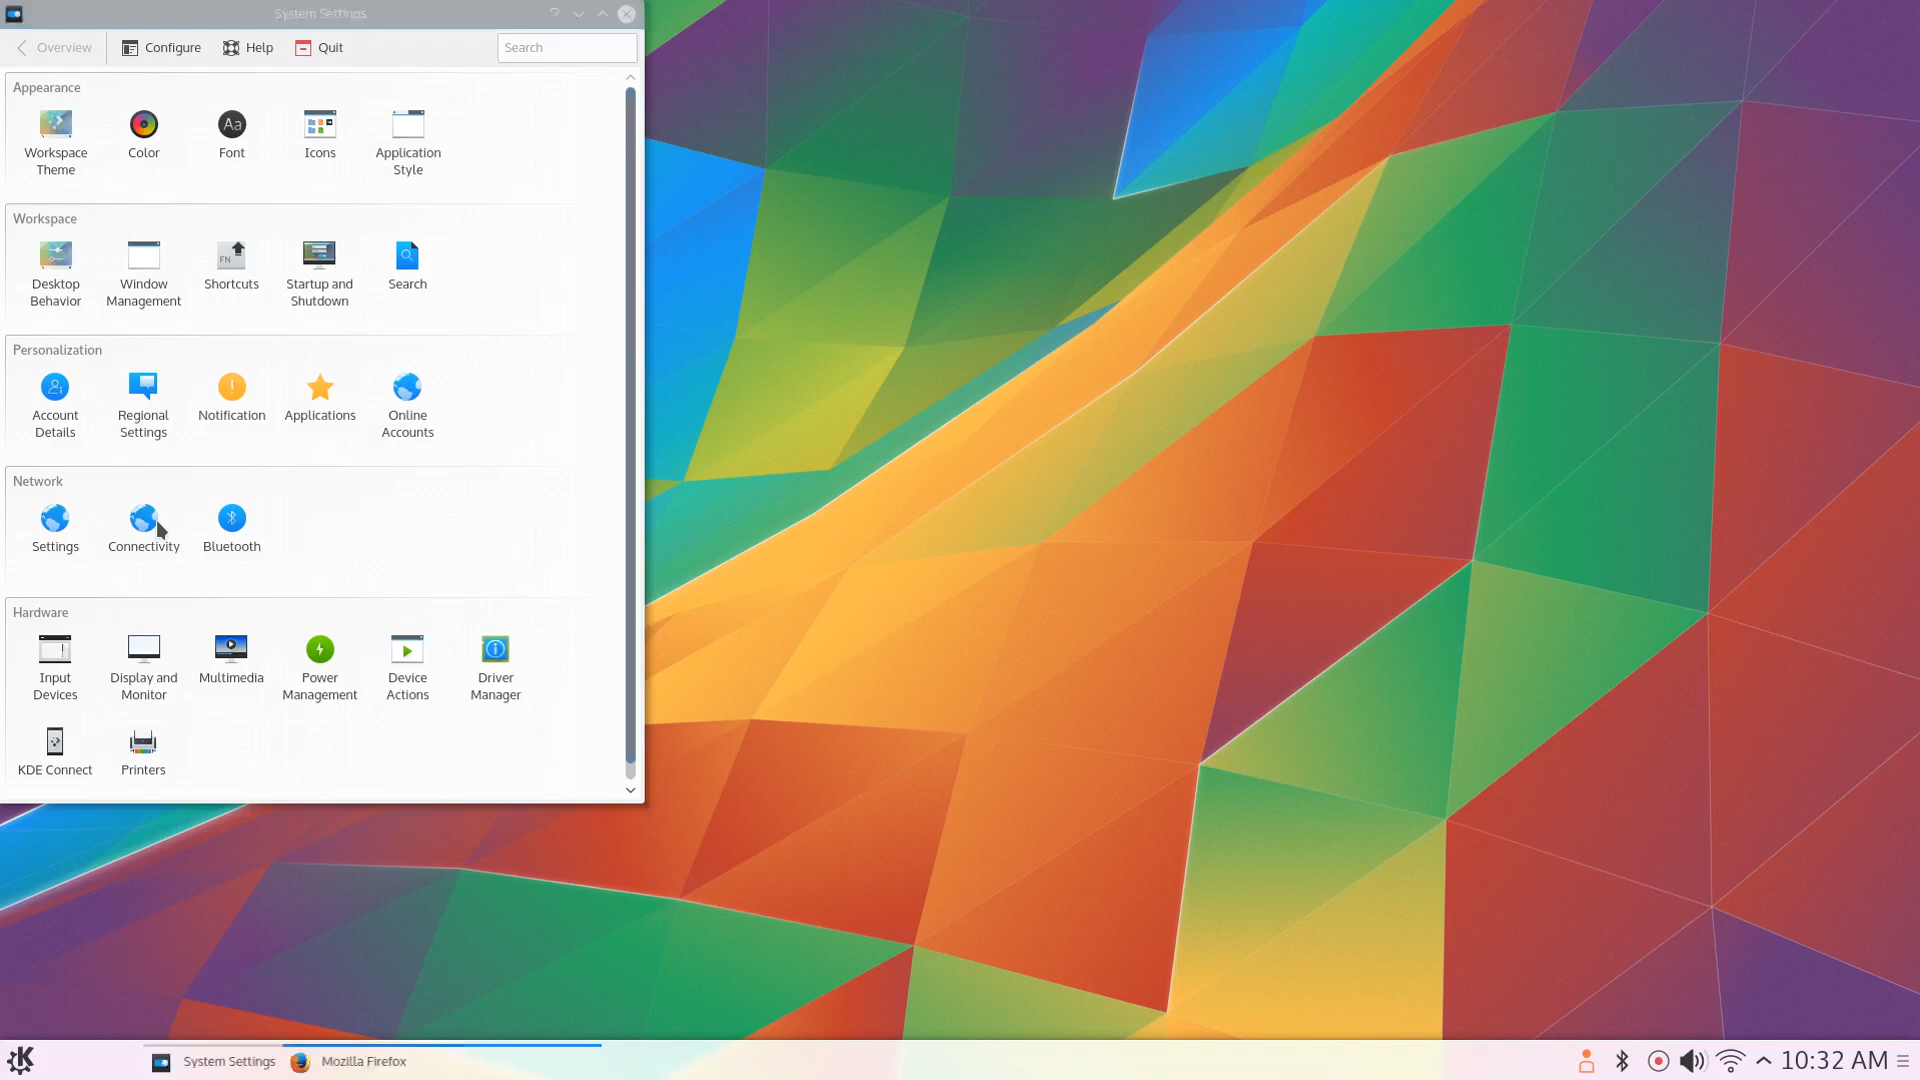 System Settings
Overview
Configure
Help
Quit
Search
Appearance
Workspace Theme
Color
Font
Icons
Application Style
Aa
Workspace
Desktop Behavior
Window Management
Shortcuts
Startup and Shutdown
Search
FN
Personalization
Account Details
Regional Settings
Notification
Applications
Online Accounts
Network
Settings
Connectivity
Bluetooth
Hardware
Input Devices
Display and Monitor
Multimedia
Power Management
Device Actions
Driver Manager
KDE Connect
Printers
System Settings
Mozilla Firefox
10:32 AM